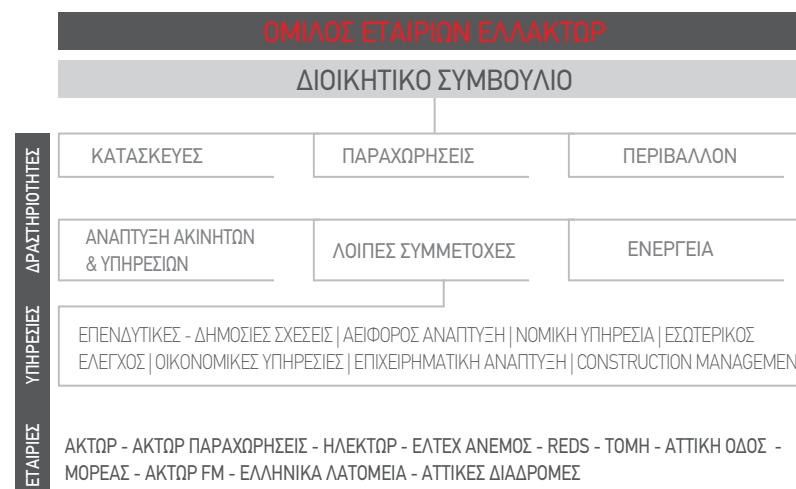 ΟΜΙΛΟΣ ΕΤΑΙΡΙΩΝ ΕΛΛΑΚΤΩΡ
ΔΙΟΙΚΗΤΙΚΟ ΣΥΜΒΟΥΛΙΟ
ΔΡΑΣΤΗΡΙΟΤΗΤΕΣ
ΚΑΤΑΣΚΕΥΕΣ
ΠΑΡΑΧΩΡΗΣΕΙΣ
ΠΕΡΙΒΑΛΛΟΝ
ΑΝΑΠΤΥΞΗ ΑΚΙΝΗΤΩΝ
& ΥΠΗΡΕΣΙΩΝ
ΛΟΙΠΕΣ ΣΥΜΜΕΤΟΧΕΣ
ΕΝΕΡΓΕΙΑ
ΥΠΗΡΕΣΙΕΣ
ΕΠΕΝΔΥΤΙΚΕΣ - ΔΗΜΟΣΙΕΣ ΣΧΕΣΕΙΣ | ΑΕΙΦΟΡΟΣ ΑΝΑΠΤΥΞΗ | ΝΟΜΙΚΗ ΥΠΗΡΕΣΙΑ | ΕΣΩΤΕΡΙΚΟΣ
ΕΛΕΓΧΟΣ | ΟΙΚΟΝΟΜΙΚΕΣ ΥΠΗΡΕΣΙΕΣ | ΕΠΙΧΕΙΡΗΜΑΤΙΚΗ ΑΝΑΠΤΥΞΗ | CONSTRUCTION MANAGEMEN
ΕΤΑΙΡΙΕΣ
ΑΚΤΩΡ - ΑΚΤΩΡ ΠΑΡΑΧΩΡΗΣΕΙΣ - ΗΛΕΚΤΩΡ - ΕΛΤΕΧ ΑΝΕΜΟΣ - REDS - ΤΟΜΗ - ΑΤΤΙΚΗ ΟΔΟΣ -
ΜΟΡΕΑΣ - ΑΚΤΩΡ FM - ΕΛΛΗΝΙΚΑ ΛΑΤΟΜΕΙΑ - ΑΤΤΙΚΕΣ ΔΙΑΔΡΟΜΕΣ